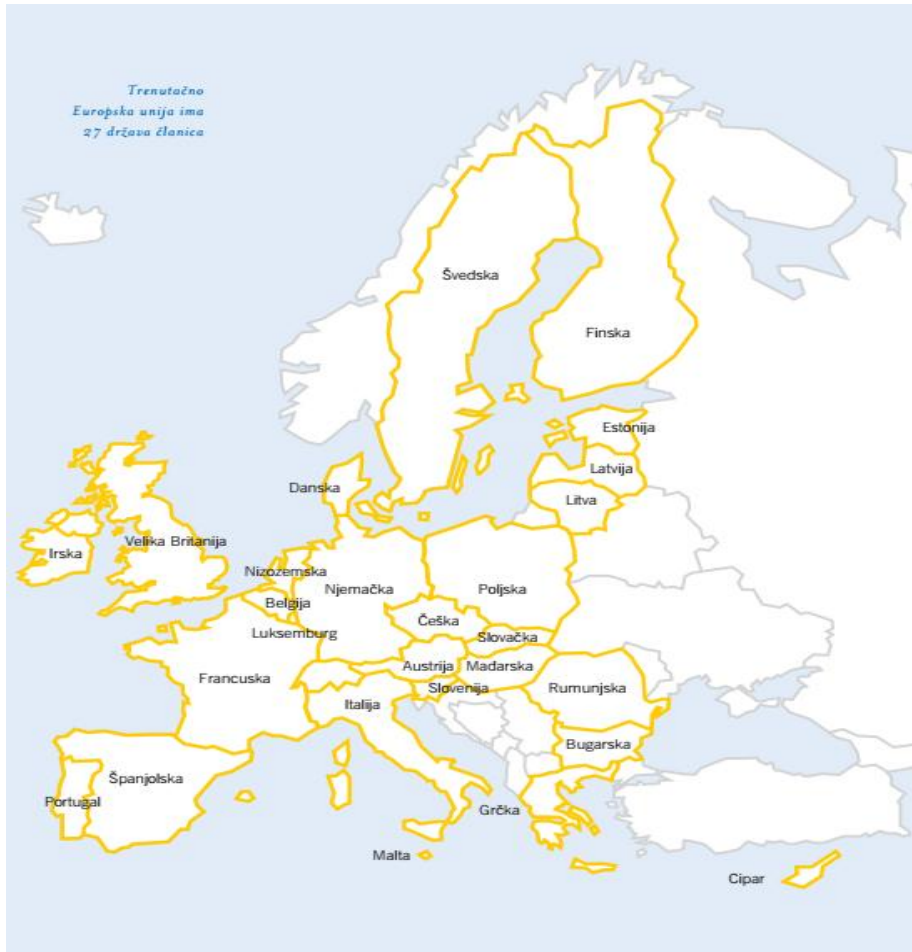 Trenutačno
Europska unija ima
27 država članica
Švedska
Finska
Estonija
Latvija
Danska
Litva
Velika Britanija
Irska
Nizozemska
Njemačka
Poljska
Belgija
Češka
Luksemburg
Slovačka
Austrija
Mađarska
Francuska
Slovenija
Rumunjska
Italija
Bugarska
Španjolska
Portugal
Grčka
Malta
Cipar